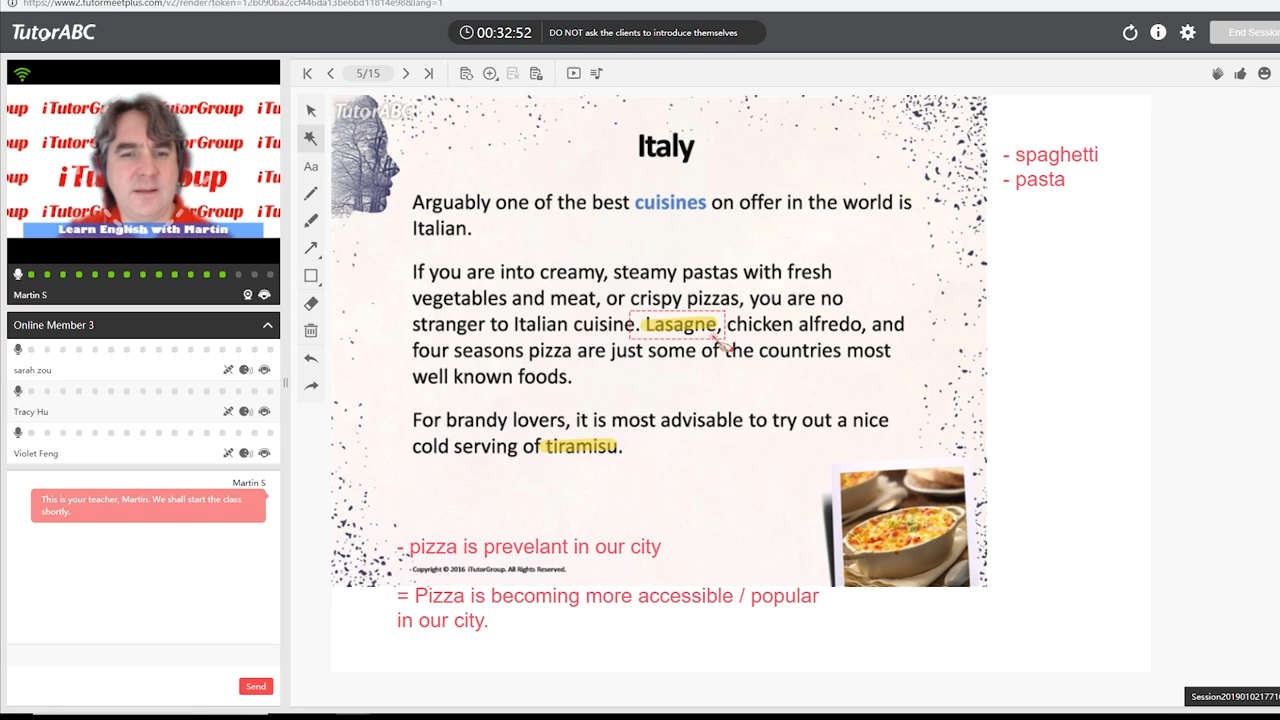 https://www2.tutormeetplus.com/v2/render?token=12b090ba2ccf446da13be6bd11814e98&lang=1
TutorABC
00:32:52
DO NOT ask the clients to introduce themselves
End Session
5/15
iTutorGroup
Learn English with Martin
Martin S
Online Member 3
sarah zou
Tracy Hu
Violet Feng
Martin S
This is your teacher, Martin. We shall start the class
shortly.
Send
Aa
TutorABC
Italy
Arguably one of the best cuisines on offer in the world is
Italian.
If you are into creamy, steamy pastas with fresh
vegetables and meat, or crispy pizzas, you are no
stranger to Italian cuisine. Lasagne, chicken alfredo, and
four seasons pizza are just some of the countries most
well known foods.
For brandy lovers, it is most advisable to try out a nice
cold serving of tiramisu.
- pizza is prevelant in our city
- Copyright © 2016 iTutorGroup. All Rights Reserved.
= Pizza is becoming more accessible / popular
in our city.
- spaghetti
- pasta